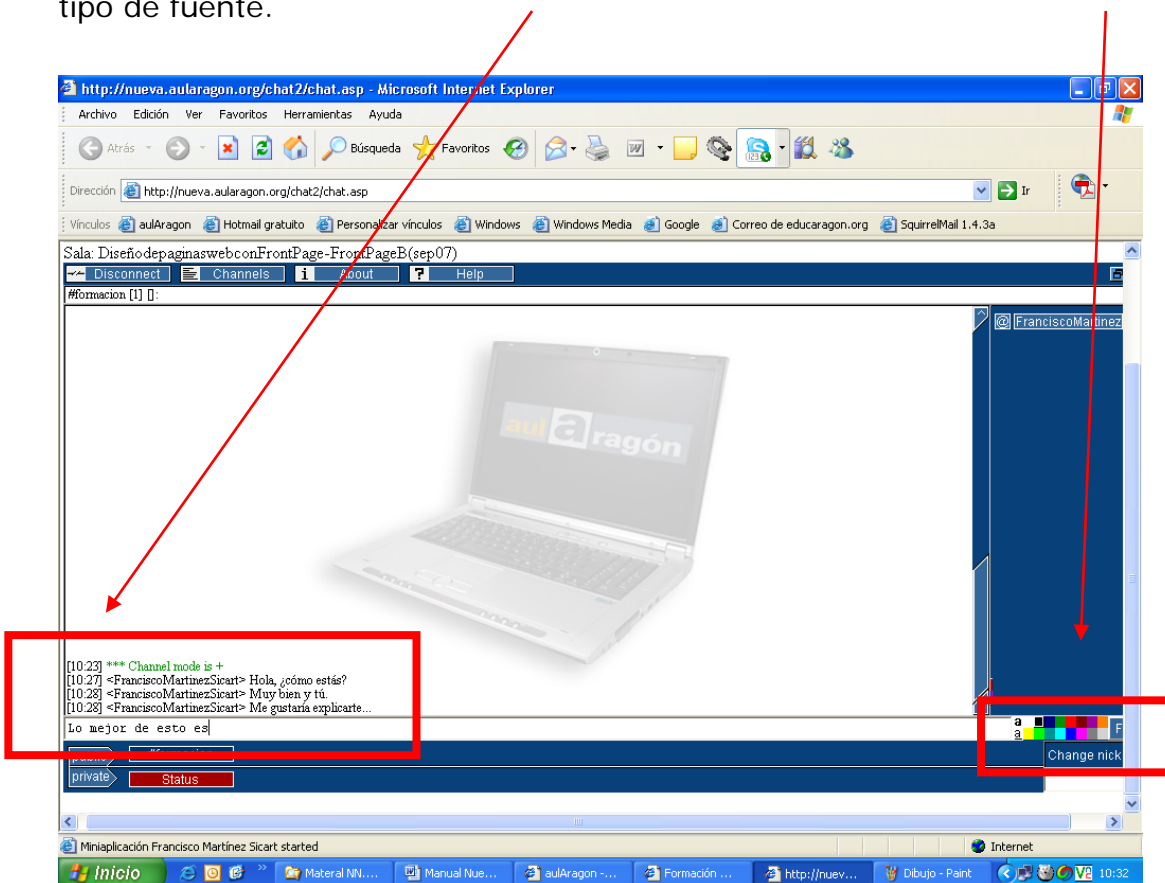 tipo de fuente.
http://nueva.aularagon.org/chat2/chat.asp - Microsoft Internet Explorer
Archivo Edición Ver Favoritos Herramientas Ayuda
Atrás Búsqueda Favoritos
Dirección http://nueva.aularagon.org/chat2/chat.asp Ir
Vínculos aulAragon Hotmail gratuito Personalizar vínculos Windows Windows Media Google Correo de educaragon.org SquirrelMail 1.4.3a
Sala: DiseñodepaginaswebconFrontPage-FrontPageB(sep07)
Disconnect Channels About Help
#formacion [1] []:
@ FranciscoMartinez
aul a ragón
[10:23] *** Channel mode is +
[10:27] <FranciscoMartinezSicart> Hola, ¿cómo estás?
[10:28] <FranciscoMartinezSicart> Muy bien y tú.
[10:28] <FranciscoMartinezSicart> Me gustaría explicarte...
Lo mejor de esto es
a
a
F
Change nick
private Status
Miniaplicación Francisco Martínez Sicart started Internet
Inicio Materal NN.... Manual Nue... aulAragon -... Formación ... http://nuev... Dibujo - Paint 10:32